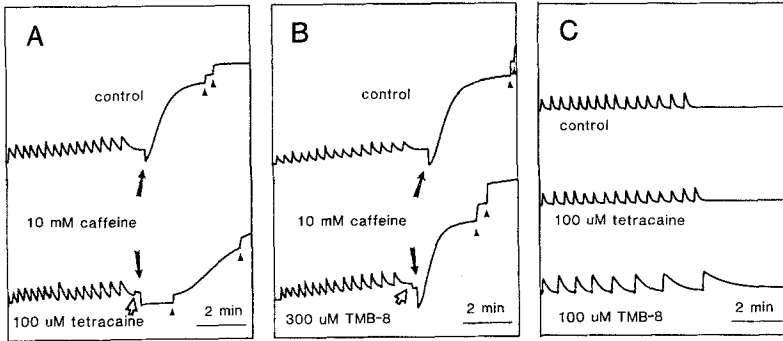 A
control
10 mM caffeine
100 uM tetracaine
2 min
B
control
10 mM caffeine
300 uM TMB-8
2 min
C
control
100 uM tetracaine
100 uM TMB-8
2 min